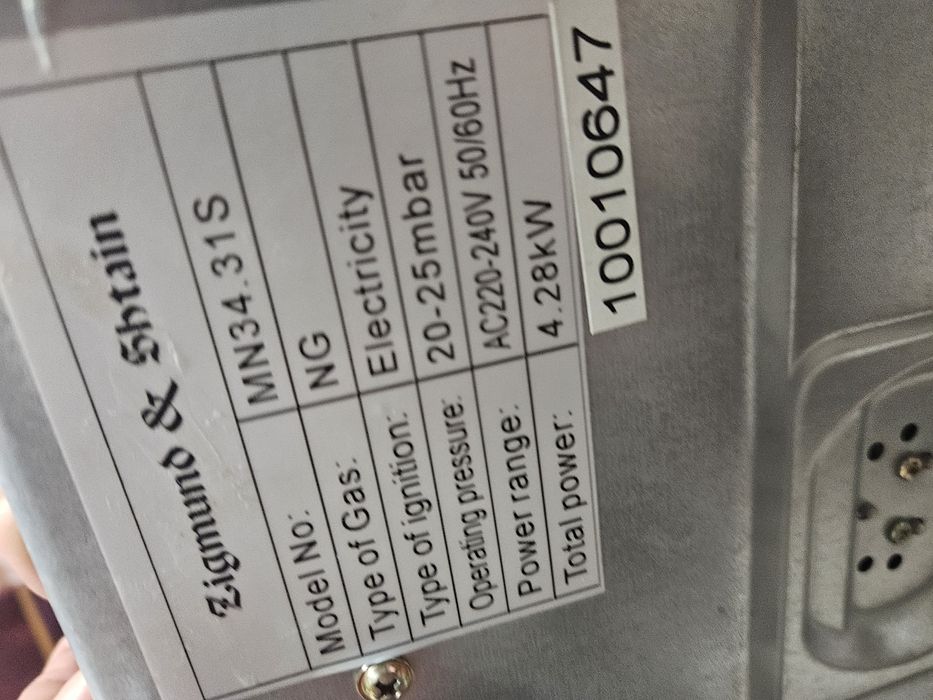 Zigmund & Shtain
Model No: MN34.31S
Type of Gas: NG
Type of ignition: Electricity
Operating pressure: 20-25mbar
Power range: AC220-240V 50/60Hz
Total power: 4.28kW
10010647